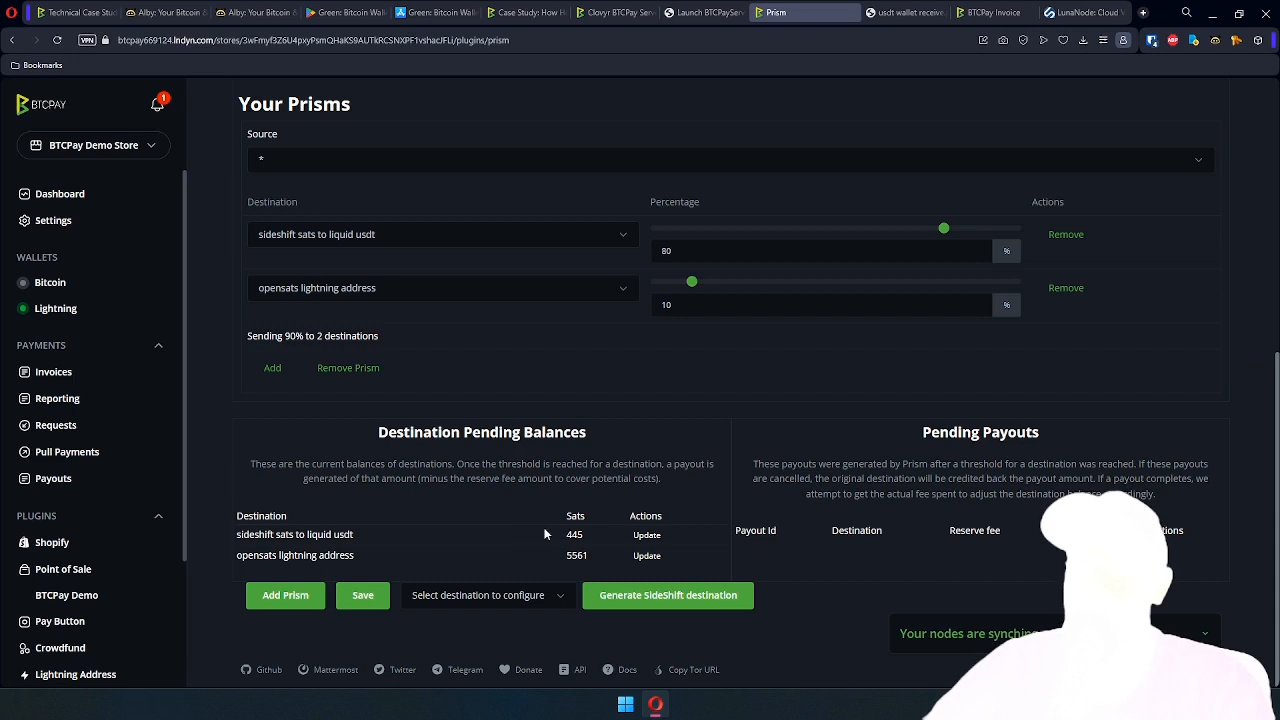 Technical Case Stud
Alby: Your Bitcoin &
Alby: Your Bitcoin &
Green: Bitcoin Wall
Green: Bitcoin Wall
Case Study: How H
Clovyr BTCPay Serv
Launch BTCPaySer
Prism
usdt wallet receive
BTCPay Invoice
LunaNode: Cloud
VPN
btcpay669124.lndyn.com/stores/3wFmyf3Z6U4pxyPsmQHaKS9AUTkRCSNXPF1vshacJFLi/plugins/prism
Bookmarks
BTCPAY
1
BTCPay Demo Store
Dashboard
Settings
WALLETS
Bitcoin
Lightning
PAYMENTS
Invoices
Reporting
Requests
Pull Payments
Payouts
PLUGINS
Shopify
Point of Sale
BTCPay Demo
Pay Button
Crowdfund
Lightning Address
Your Prisms
Source
*
Destination Percentage Actions
sideshift sats to liquid usdt 80 % Remove
opensats lightning address 10 % Remove
Sending 90% to 2 destinations
Add Remove Prism
Destination Pending Balances
These are the current balances of destinations. Once the threshold is reached for a destination, a payout is
generated of that amount (minus the reserve fee amount to cover potential costs).
Destination Sats Actions
sideshift sats to liquid usdt 445 Update
opensats lightning address 5561 Update
Pending Payouts
These payouts were generated by Prism after a threshold for a destination was reached. If these payouts
are cancelled, the original destination will be credited back the payout amount. If a payout completes, we
attempt to get the actual fee spent to adjust the destination
Payout Id Destination Reserve fee
Add Prism Save Select destination to configure Generate SideShift destination
Your nodes are synching
Github Mattermost Twitter Telegram Donate API Docs Copy Tor URL